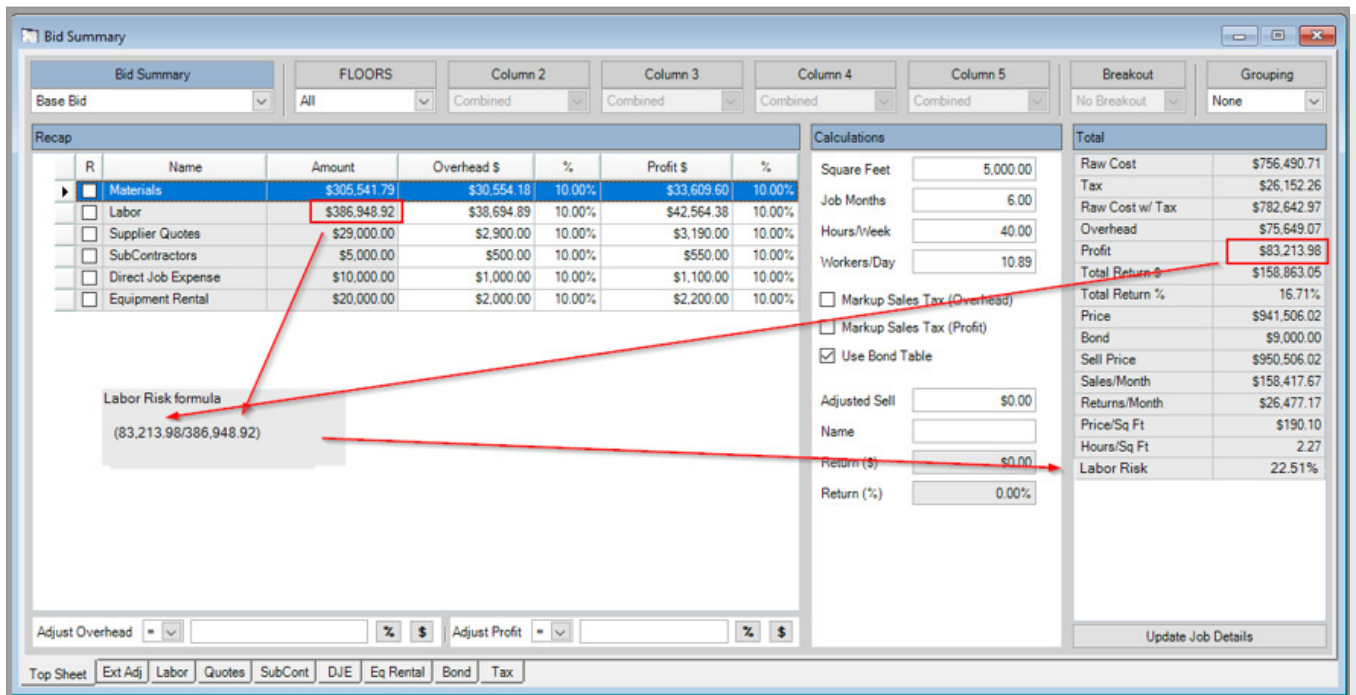 Bid Summary
Bid Summary FLOORS Column 2 Column 3 Column 4 Column 5 Breakout Grouping
Base Bid All Combined Combined Combined Combined No Breakout None
Recap
R Name Amount Overhead $ % Profit $ %
Materials $305,541.79 $30,554.18 10.00% $33,609.60 10.00%
Labor $386,948.92 $38,694.89 10.00% $42,564.38 10.00%
Supplier Quotes $29,000.00 $2,900.00 10.00% $3,190.00 10.00%
SubContractors $5,000.00 $500.00 10.00% $550.00 10.00%
Direct Job Expense $10,000.00 $1,000.00 10.00% $1,100.00 10.00%
Equipment Rental $20,000.00 $2,000.00 10.00% $2,200.00 10.00%
Labor Risk formula
(83,213.98/386,948.92)
Adjust Overhead = % $ Adjust Profit = % $
Calculations
Square Feet 5,000.00
Job Months 6.00
Hours/Week 40.00
Workers/Day 10.89
Markup Sales Tax (Overhead)
Markup Sales Tax (Profit)
Use Bond Table
Adjusted Sell $0.00
Name
Return ($) $0.00
Return (%) 0.00%
Total
Raw Cost $756,490.71
Tax $26,152.26
Raw Cost w/ Tax $782,642.97
Overhead $75,649.07
Profit $83,213.98
Total Return $ $158,863.05
Total Return % 16.71%
Price $941,506.02
Bond $9,000.00
Sell Price $950,506.02
Sales/Month $158,417.67
Returns/Month $26,477.17
Price/Sq Ft $190.10
Hours/Sq Ft 2.27
Labor Risk 22.51%
Update Job Details
Top Sheet Ext Adj Labor Quotes SubCont DJE Eq Rental Bond Tax